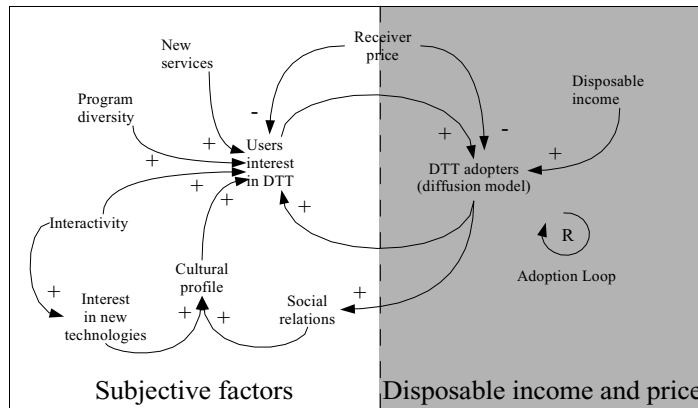 New
services
Receiver
price
Program
diversity
Disposable
income
-
+
+
-
+
+
Users
interest
in DTT
+
+
+
DTT adopters
(diffusion model)
Interactivity
R
Adoption Loop
Cultural
profile
+
Interest
in new
technologies
+
+
Social
relations
+
Subjective factors
Disposable income and price